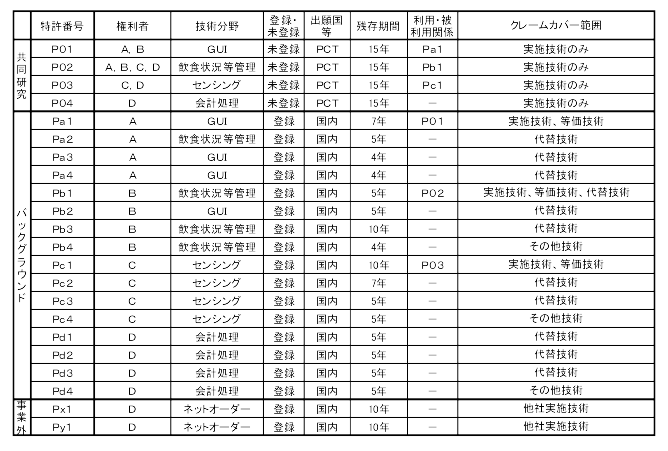 特許番号 権利者 技術分野 登録・未登録 出願国等 残存期間 利用・被利用関係 クレームカバー範囲
共同研究
P01 A, B GUI 未登録 PCT 15年 Pa1 実施技術のみ
P02 A, B, C, D 飲食状況等管理 未登録 PCT 15年 Pb1 実施技術のみ
P03 C, D センシング 未登録 PCT 15年 Pc1 実施技術のみ
P04 D 会計処理 未登録 PCT 15年 － 実施技術のみ
バックグラウンド
Pa1 A GUI 登録 国内 7年 P01 実施技術、等価技術
Pa2 A 飲食状況等管理 登録 国内 5年 － 代替技術
Pa3 A GUI 登録 国内 4年 － 代替技術
Pa4 A GUI 登録 国内 4年 － 代替技術
Pb1 B 飲食状況等管理 登録 国内 5年 P02 実施技術、等価技術、代替技術
Pb2 B GUI 登録 国内 5年 － 代替技術
Pb3 B 飲食状況等管理 登録 国内 10年 － 代替技術
Pb4 B 飲食状況等管理 登録 国内 4年 － その他技術
Pc1 C センシング 登録 国内 10年 P03 実施技術、等価技術
Pc2 C センシング 登録 国内 7年 － 代替技術
Pc3 C センシング 登録 国内 5年 － 代替技術
Pc4 C センシング 登録 国内 5年 － その他技術
Pd1 D 会計処理 登録 国内 5年 － 代替技術
Pd2 D 会計処理 登録 国内 5年 － 代替技術
Pd3 D 会計処理 登録 国内 5年 － 代替技術
Pd4 D 会計処理 登録 国内 5年 － その他技術
事業外
Px1 D ネットオーダー 登録 国内 10年 － 他社実施技術
Py1 D ネットオーダー 登録 国内 10年 － 他社実施技術